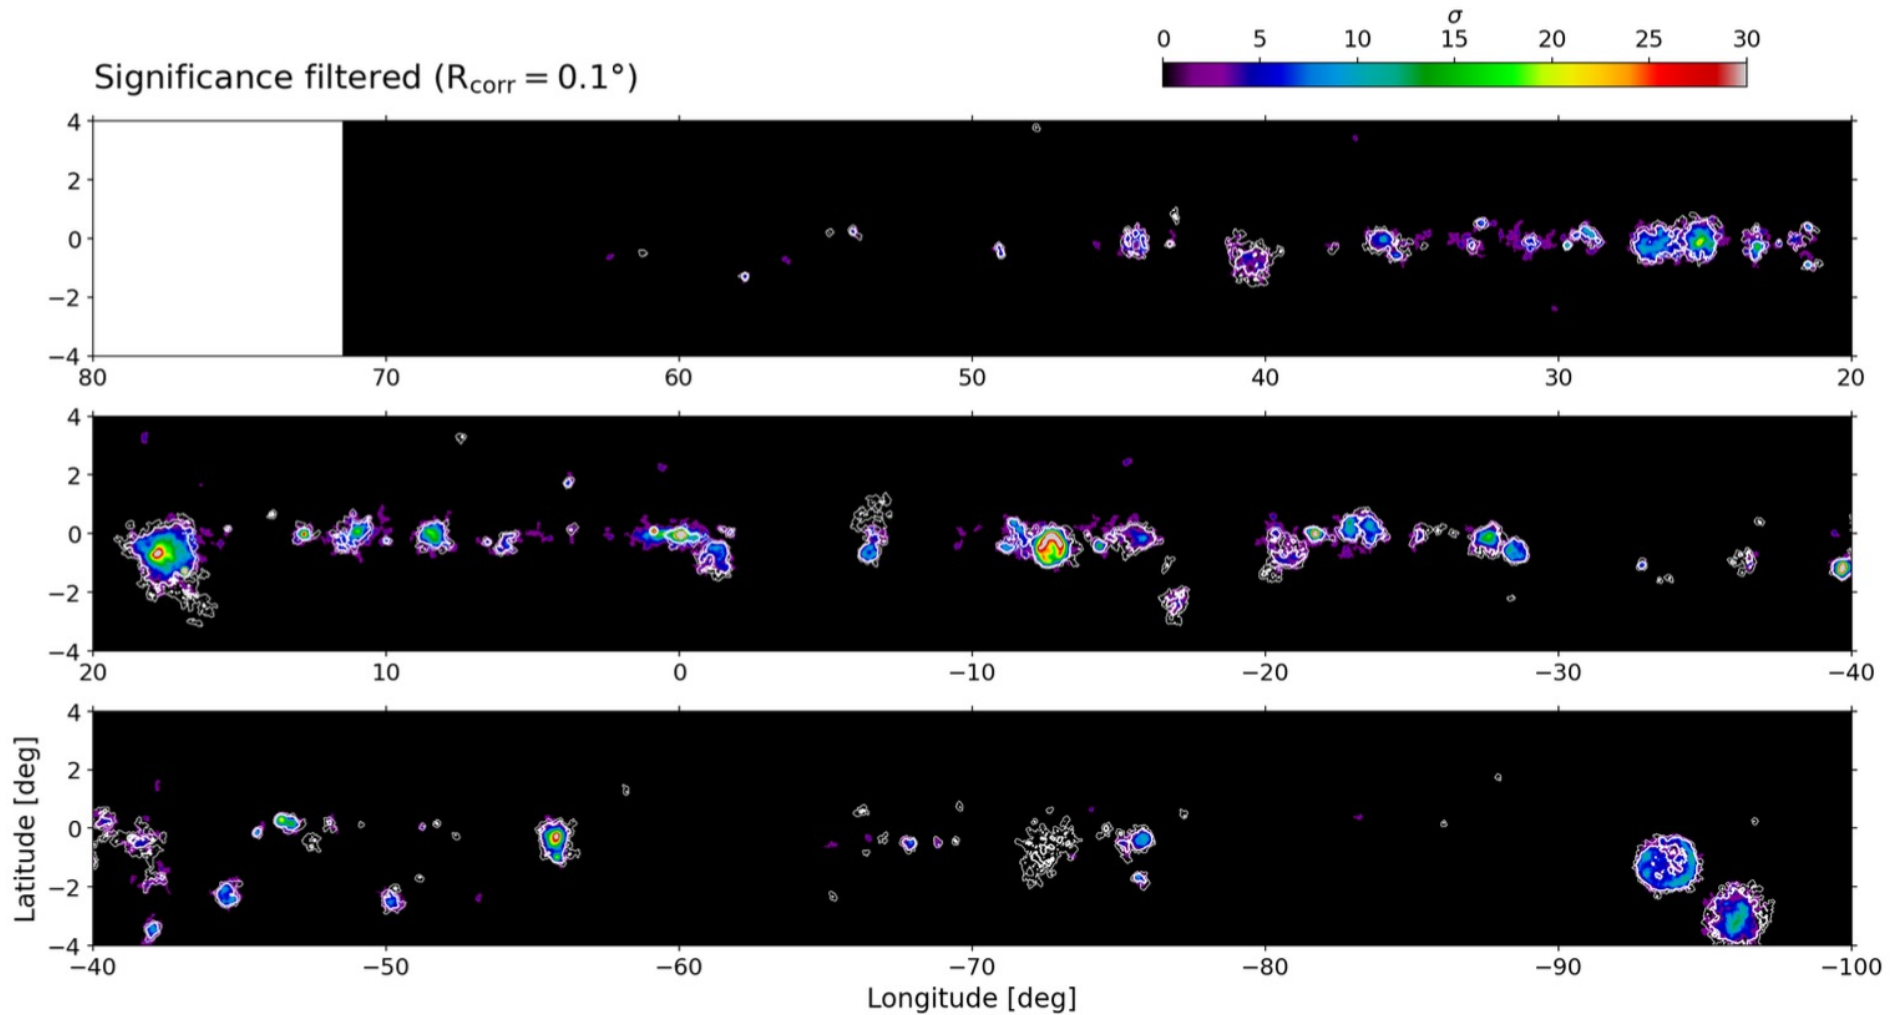 σ
0 5 10 15 20 25 30
Significance filtered (Rcorr = 0.1°)
4
2
0
−2
−4
80 70 60 50 40 30 20
4
2
0
−2
−4
20 10 0 −10 −20 −30 −40
4
2
0
−2
−4
Latitude [deg]
−40 −50 −60 −70 −80 −90 −100
Longitude [deg]